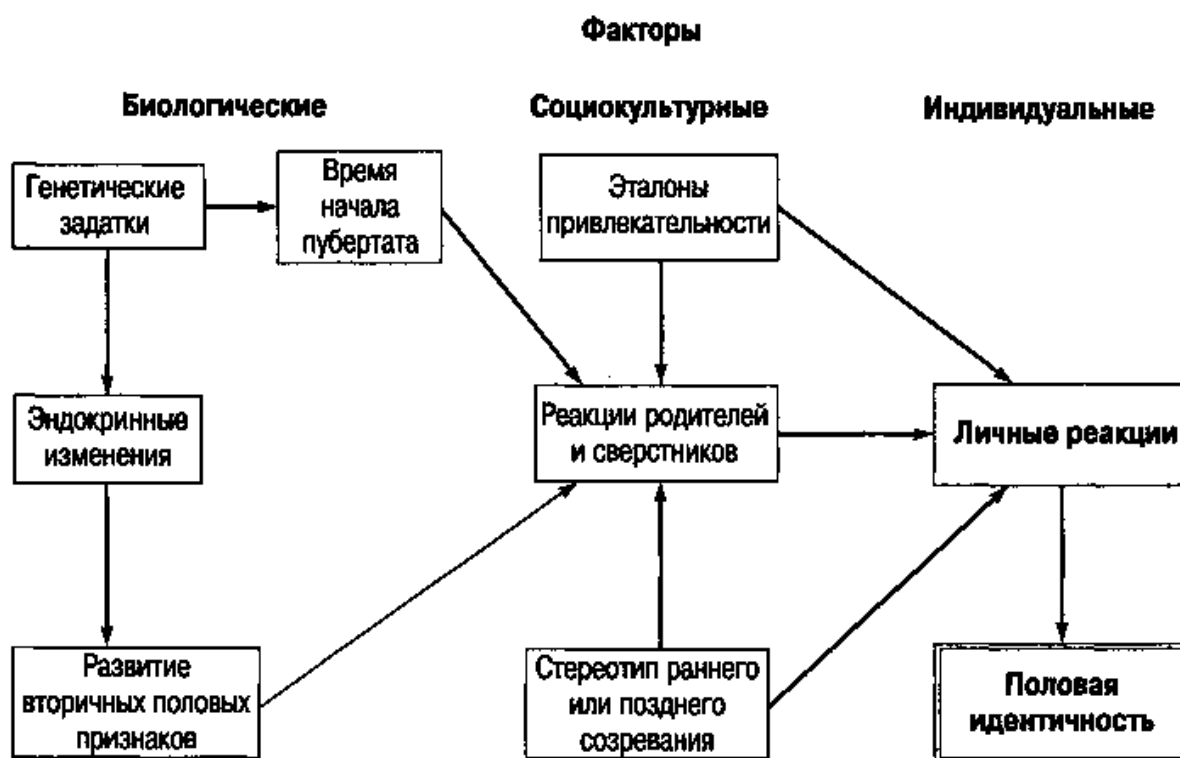 Факторы
Биологические
Социокультурные
Индивидуальные
Генетические
задатки
Время
начала
пубертата
Эталоны
привлекательности
Эндокринные
изменения
Реакции родителей
и сверстников
Личные реакции
Развитие
вторичных половых
признаков
Стереотип раннего
или позднего
созревания
Половая
идентичность